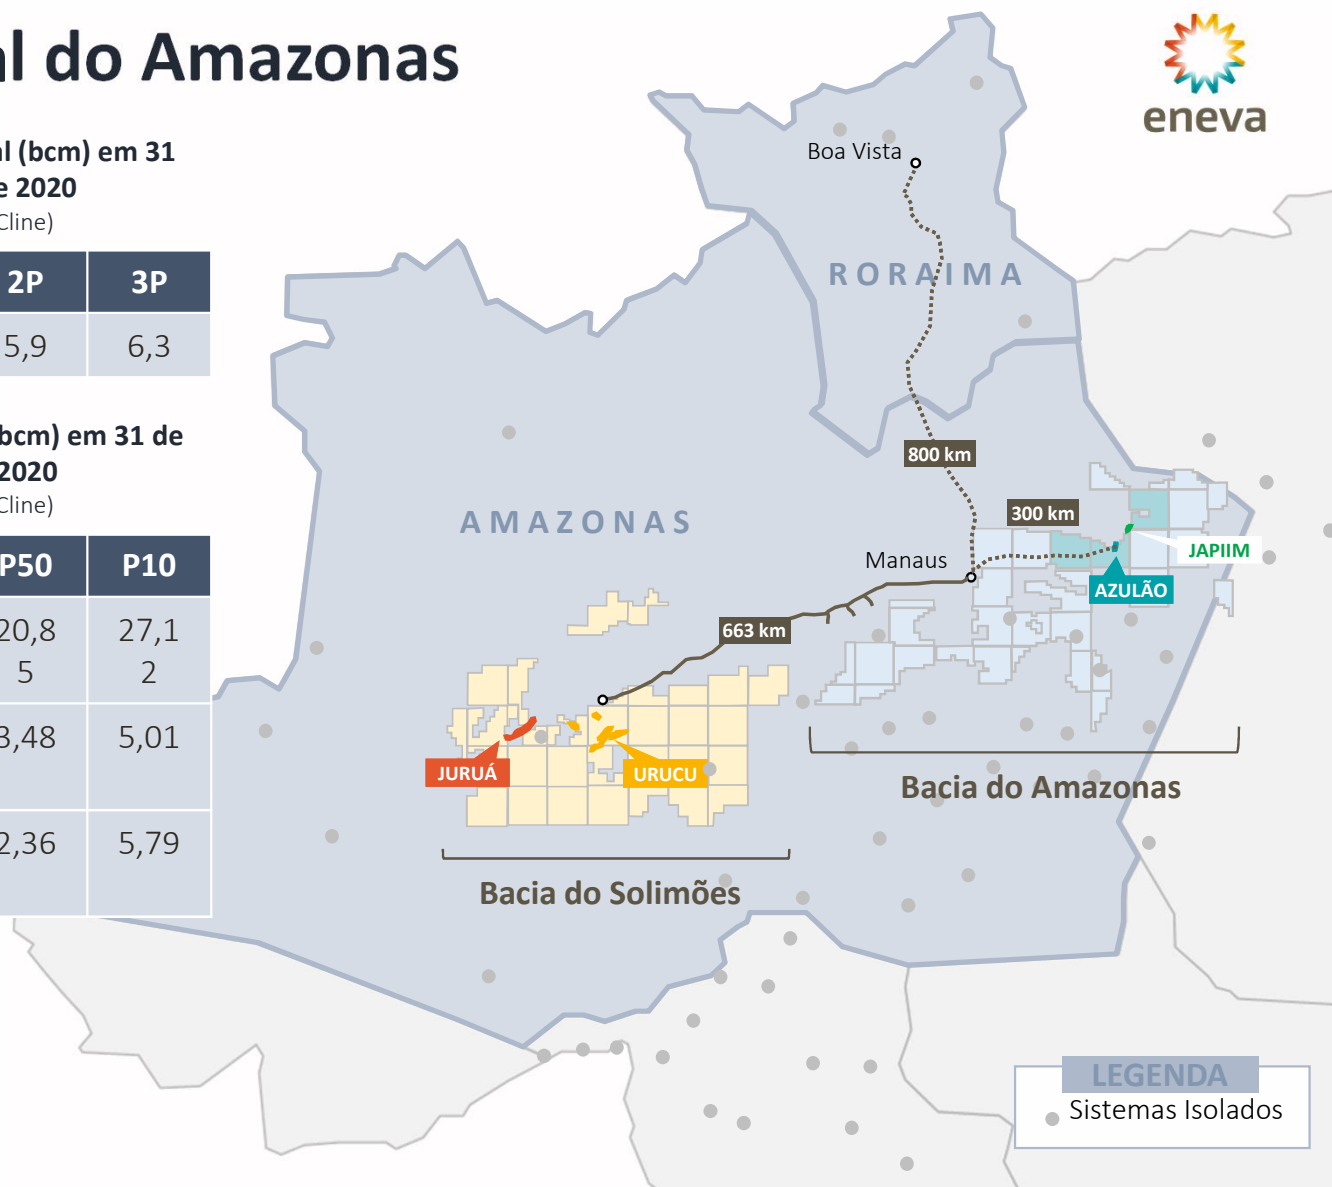 al do Amazonas
eneva
al (bcm) em 31
e 2020
Cline)
2P 3P
5,9 6,3
bcm) em 31 de
2020
Cline)
P50 P10
20,8 27,1
5 2
3,48 5,01
2,36 5,79
Boa Vista
RORAIMA
800 km
AMAZONAS
300 km
Manaus
JAPIIM
AZULÃO
663 km
JURUÁ
URUCU
Bacia do Amazonas
Bacia do Solimões
LEGENDA
Sistemas Isolados